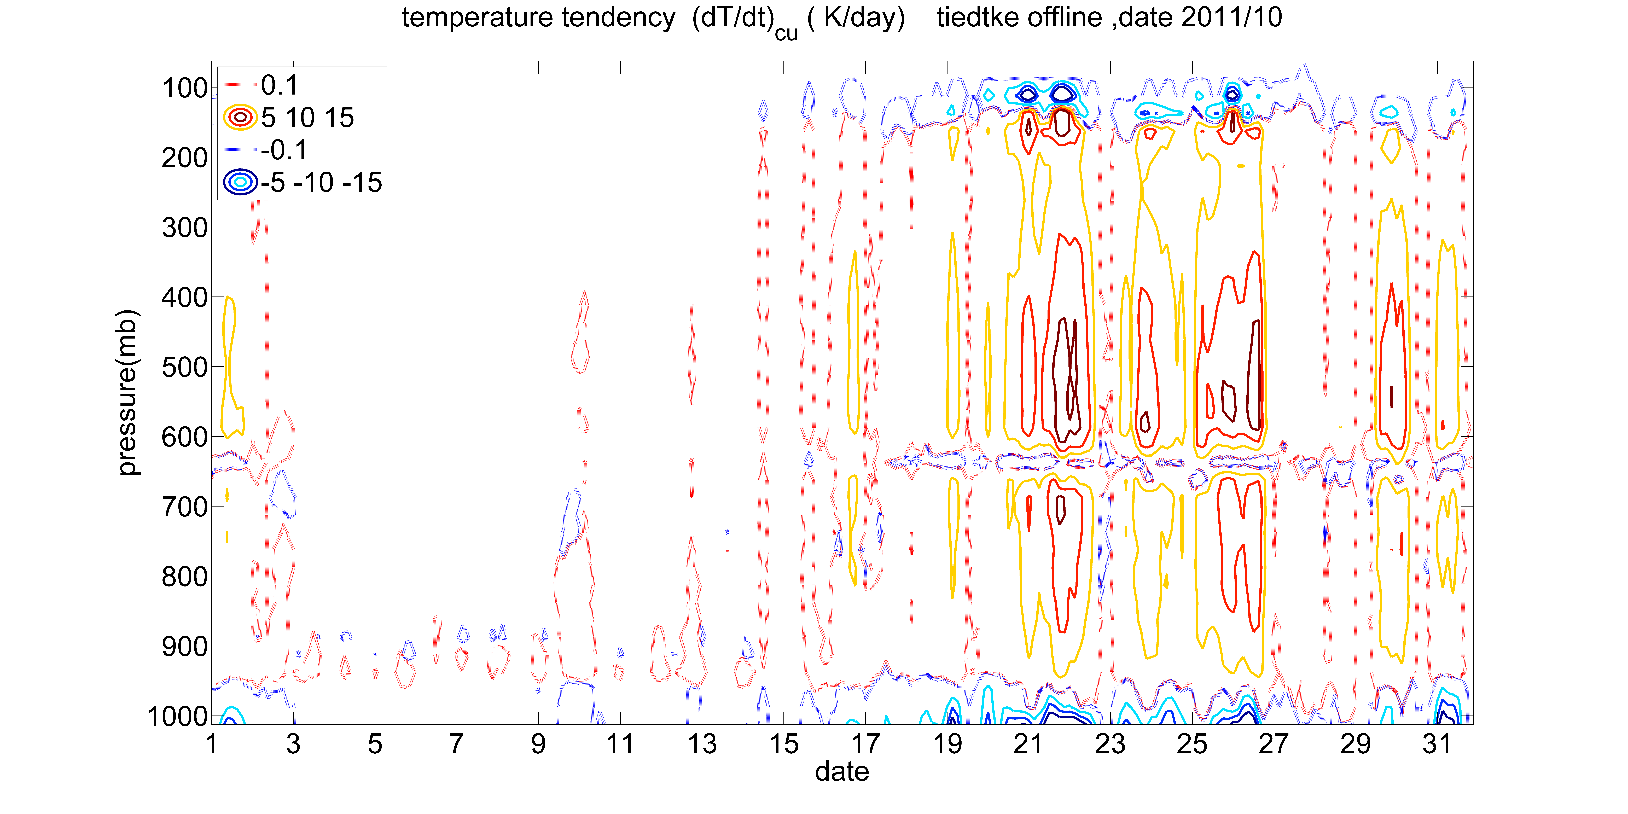 temperature tendency (dT/dt)cu ( K/day) tiedtke offline ,date 2011/10
0.1
5 10 15
-0.1
-5 -10 -15
pressure(mb)
100
200
300
400
500
600
700
800
900
1000
1 3 5 7 9 11 13 15 17 19 21 23 25 27 29 31
date